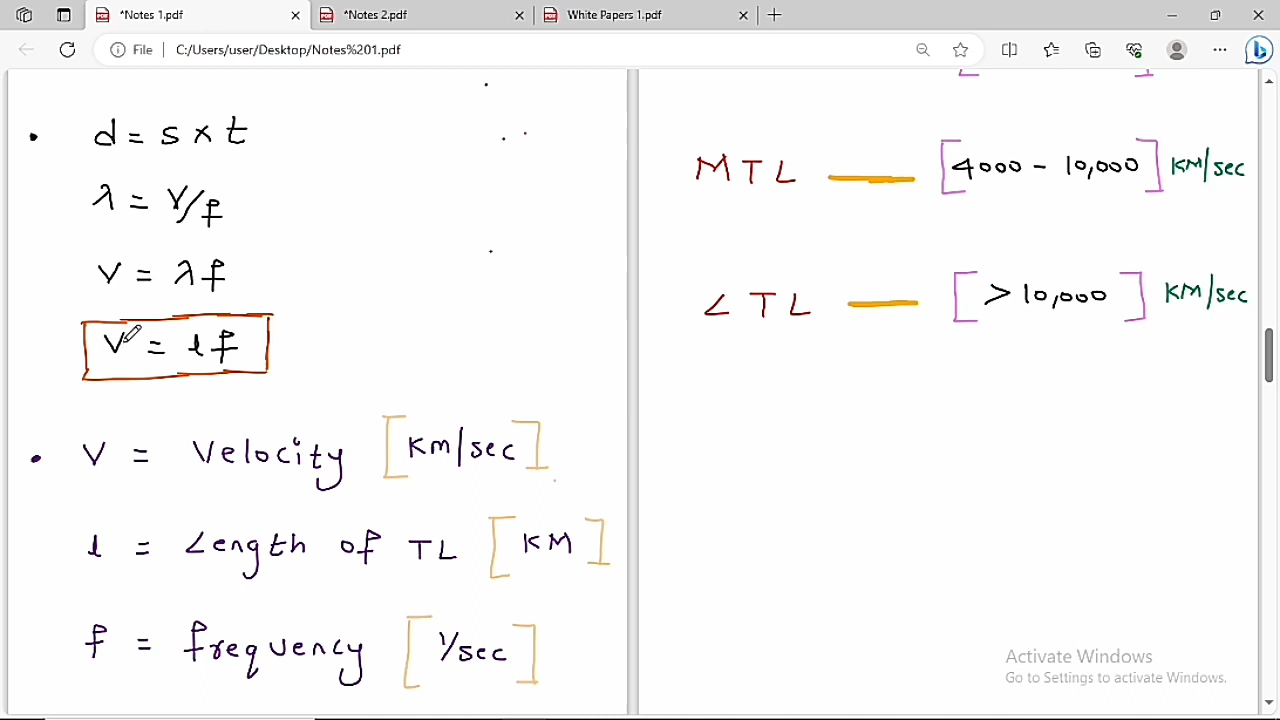 *Notes 1.pdf
*Notes 2.pdf
White Papers 1.pdf
File
C:/Users/user/Desktop/Notes%201.pdf
• d = s × t
λ = V/f
V = λf
V = lf
• V = Velocity [KM/sec]
l = Length of TL [KM]
f = frequency [1/sec]
MTL — [4000 - 10,000] KM/sec
LTL — [> 10,000] KM/sec
Activate Windows
Go to Settings to activate Windows.